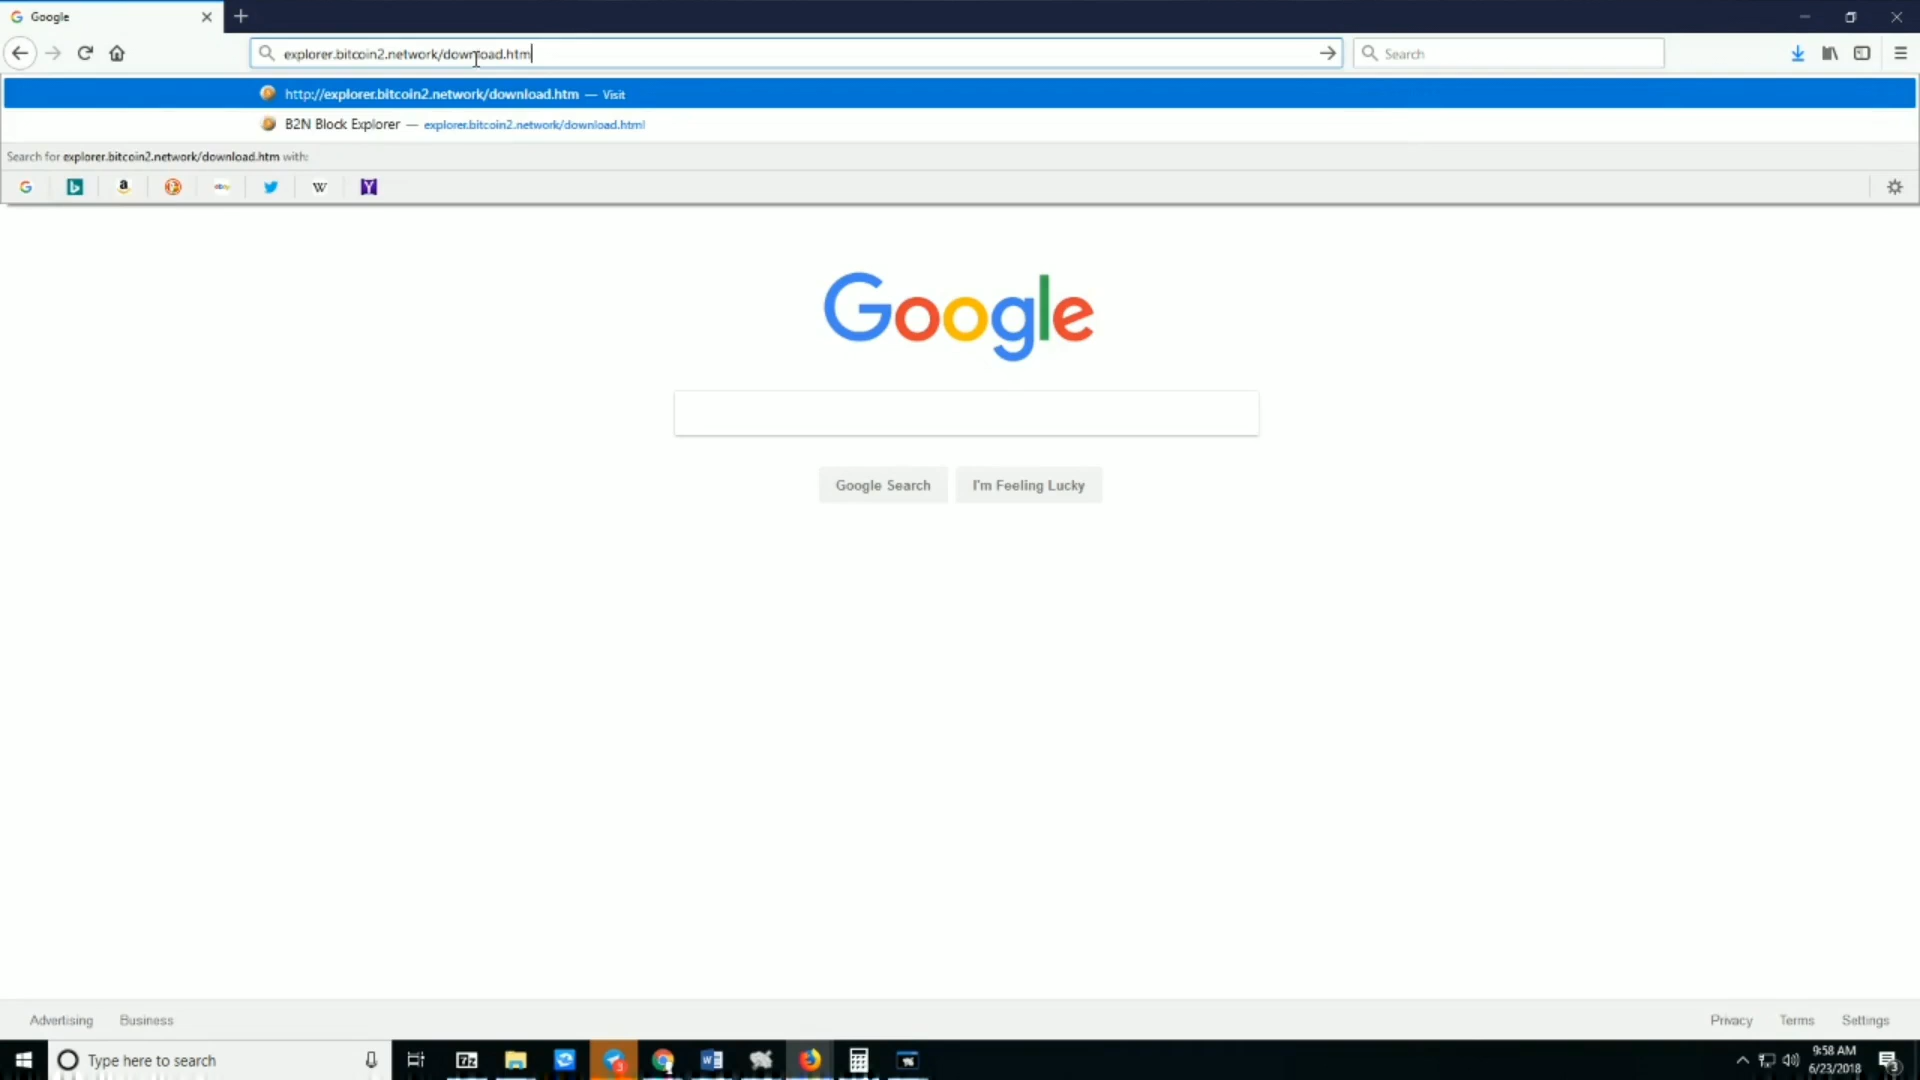 Google
explorer.bitcoin2.network/download.htm
Search
http://explorer.bitcoin2.network/download.htm — Visit
B2N Block Explorer — explorer.bitcoin2.network/download.html
Search for explorer.bitcoin2.network/download.htm with:
Google
Google Search
I'm Feeling Lucky
Advertising
Business
Privacy
Terms
Settings
Type here to search
9:58 AM
6/23/2018